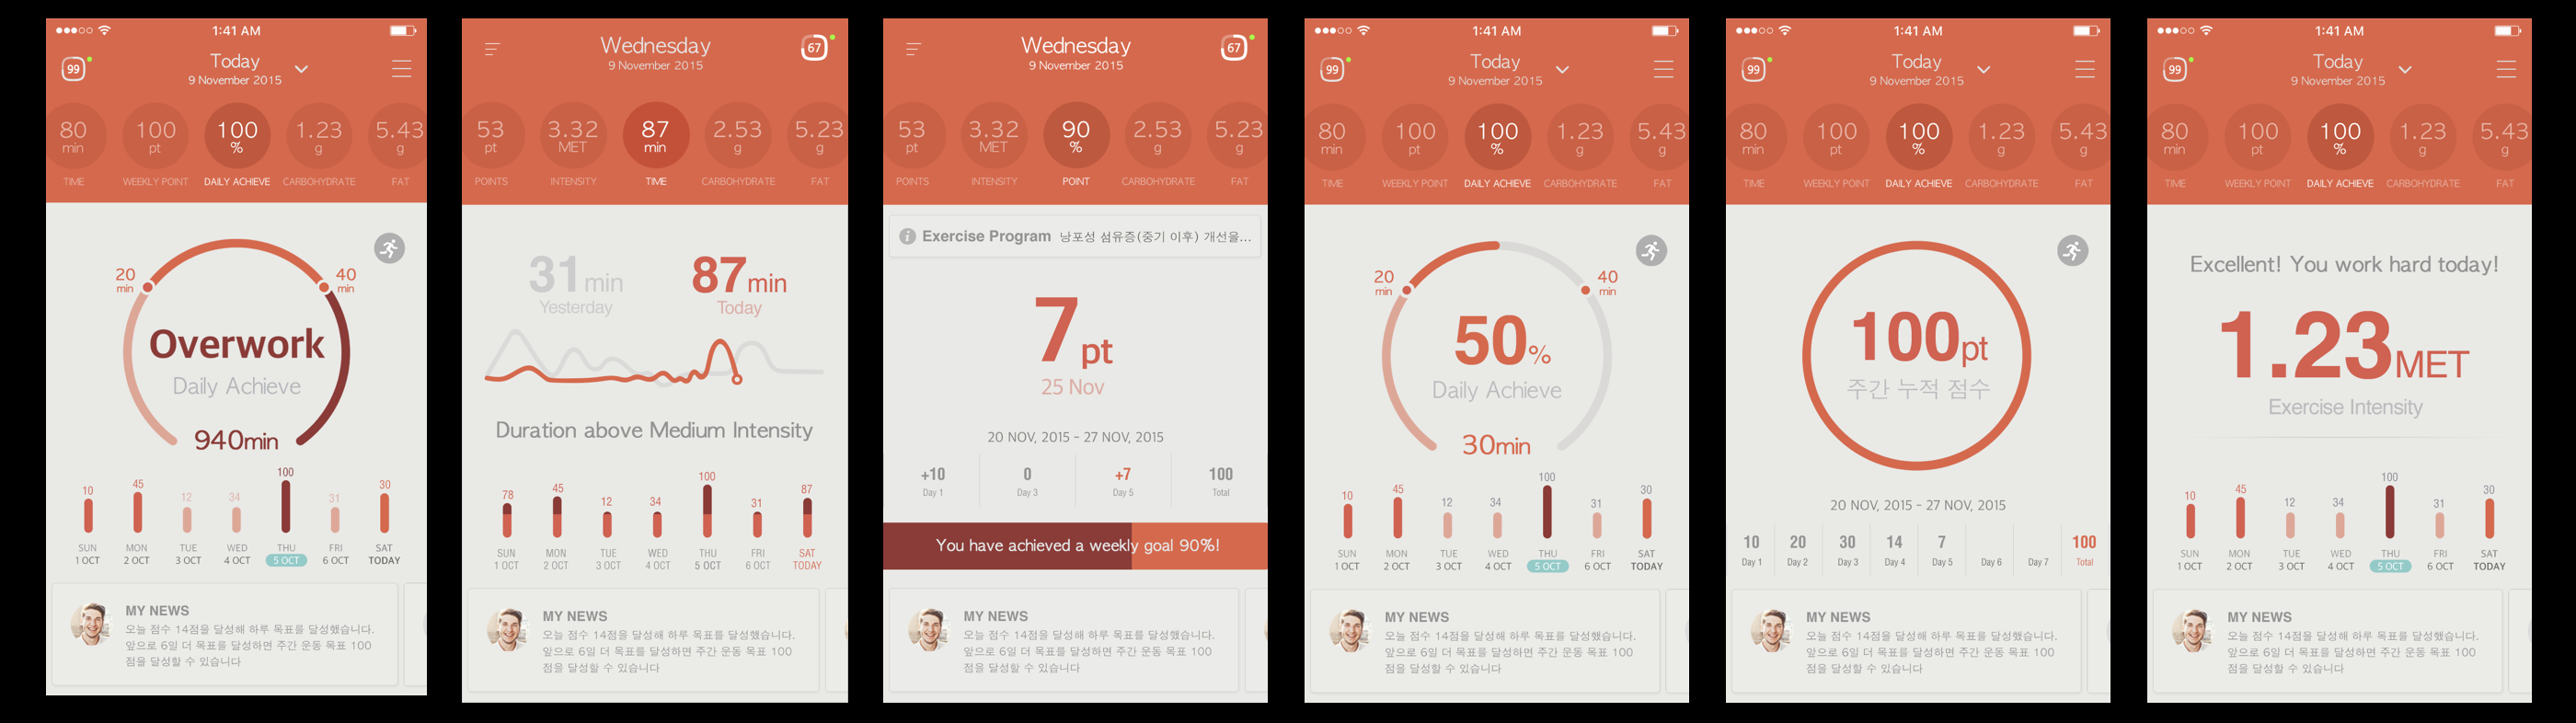 1:41 AM
Today
9 November 2015
99
80
min
100
pt
100
%
1.23
g
5.43
g
TIME
WEEKLY POINT
DAILY ACHIEVE
CARBOHYDRATE
FAT
20
min
40
min
Overwork
Daily Achieve
940min
10
45
12
34
100
31
30
SUN
MON
TUE
WED
THU
FRI
SAT
1 OCT
2 OCT
3 OCT
4 OCT
5 OCT
6 OCT
TODAY
MY NEWS
오늘 점수 14점을 달성해 하루 목표를 달성했습니다.
앞으로 6일 더 목표를 달성하면 주간 운동 목표 100
점을 달성할 수 있습니다
Wednesday
9 November 2015
67
53
pt
3.32
MET
87
min
2.53
g
5.23
g
POINTS
INTENSITY
TIME
CARBOHYDRATE
FAT
31min
Yesterday
87min
Today
Duration above Medium Intensity
78
45
12
34
100
31
87
SUN
MON
TUE
WED
THU
FRI
SAT
1 OCT
2 OCT
3 OCT
4 OCT
5 OCT
6 OCT
TODAY
MY NEWS
오늘 점수 14점을 달성해 하루 목표를 달성했습니다.
앞으로 6일 더 목표를 달성하면 주간 운동 목표 100
점을 달성할 수 있습니다
Wednesday
9 November 2015
67
53
pt
3.32
MET
90
%
2.53
g
5.23
g
POINTS
INTENSITY
POINT
CARBOHYDRATE
FAT
Exercise Program 낭포성 섬유증(중기 이후) 개선을...
7 pt
25 Nov
20 NOV, 2015 - 27 NOV, 2015
+10
0
+7
100
Day 1
Day 3
Day 5
Total
You have achieved a weekly goal 90%!
MY NEWS
오늘 점수 14점을 달성해 하루 목표를 달성했습니다.
앞으로 6일 더 목표를 달성하면 주간 운동 목표 100
점을 달성할 수 있습니다
1:41 AM
Today
9 November 2015
99
80
min
100
pt
100
%
1.23
g
5.43
g
TIME
WEEKLY POINT
DAILY ACHIEVE
CARBOHYDRATE
FAT
20
min
40
min
50%
Daily Achieve
30min
10
45
12
34
100
31
30
SUN
MON
TUE
WED
THU
FRI
SAT
1 OCT
2 OCT
3 OCT
4 OCT
5 OCT
6 OCT
TODAY
MY NEWS
오늘 점수 14점을 달성해 하루 목표를 달성했습니다.
앞으로 6일 더 목표를 달성하면 주간 운동 목표 100
점을 달성할 수 있습니다
1:41 AM
Today
9 November 2015
99
80
min
100
pt
100
%
1.23
g
5.43
g
TIME
WEEKLY POINT
DAILY ACHIEVE
CARBOHYDRATE
FAT
100pt
주간 누적 점수
20 NOV, 2015 - 27 NOV, 2015
10
20
30
14
7
100
Day 1
Day 2
Day 3
Day 4
Day 5
Day 6
Day 7
Total
MY NEWS
오늘 점수 14점을 달성해 하루 목표를 달성했습니다.
앞으로 6일 더 목표를 달성하면 주간 운동 목표 100
점을 달성할 수 있습니다
1:41 AM
Today
9 November 2015
99
80
min
100
pt
100
%
1.23
g
5.43
g
TIME
WEEKLY POINT
DAILY ACHIEVE
CARBOHYDRATE
FAT
Excellent! You work hard today!
1.23MET
Exercise Intensity
10
45
12
34
100
31
30
SUN
MON
TUE
WED
THU
FRI
SAT
1 OCT
2 OCT
3 OCT
4 OCT
5 OCT
6 OCT
TODAY
MY NEWS
오늘 점수 14점을 달성해 하루 목표를 달성했습니다.
앞으로 6일 더 목표를 달성하면 주간 운동 목표 100
점을 달성할 수 있습니다